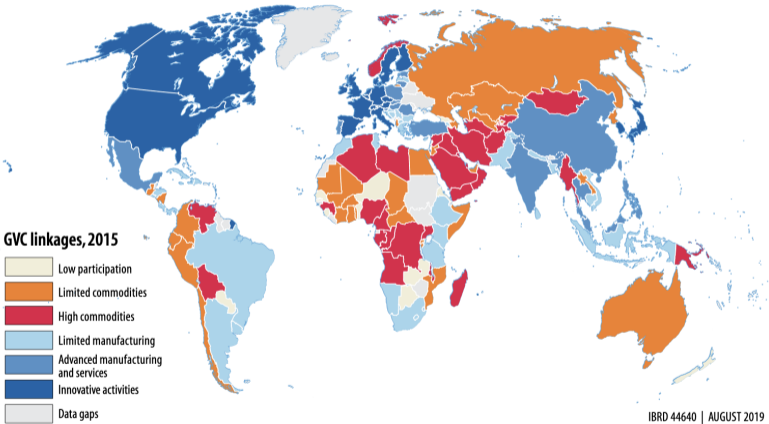 GVC linkages, 2015
Low participation
Limited commodities
High commodities
Limited manufacturing
Advanced manufacturing
and services
Innovative activities
Data gaps
IBRD 44640 | AUGUST 2019